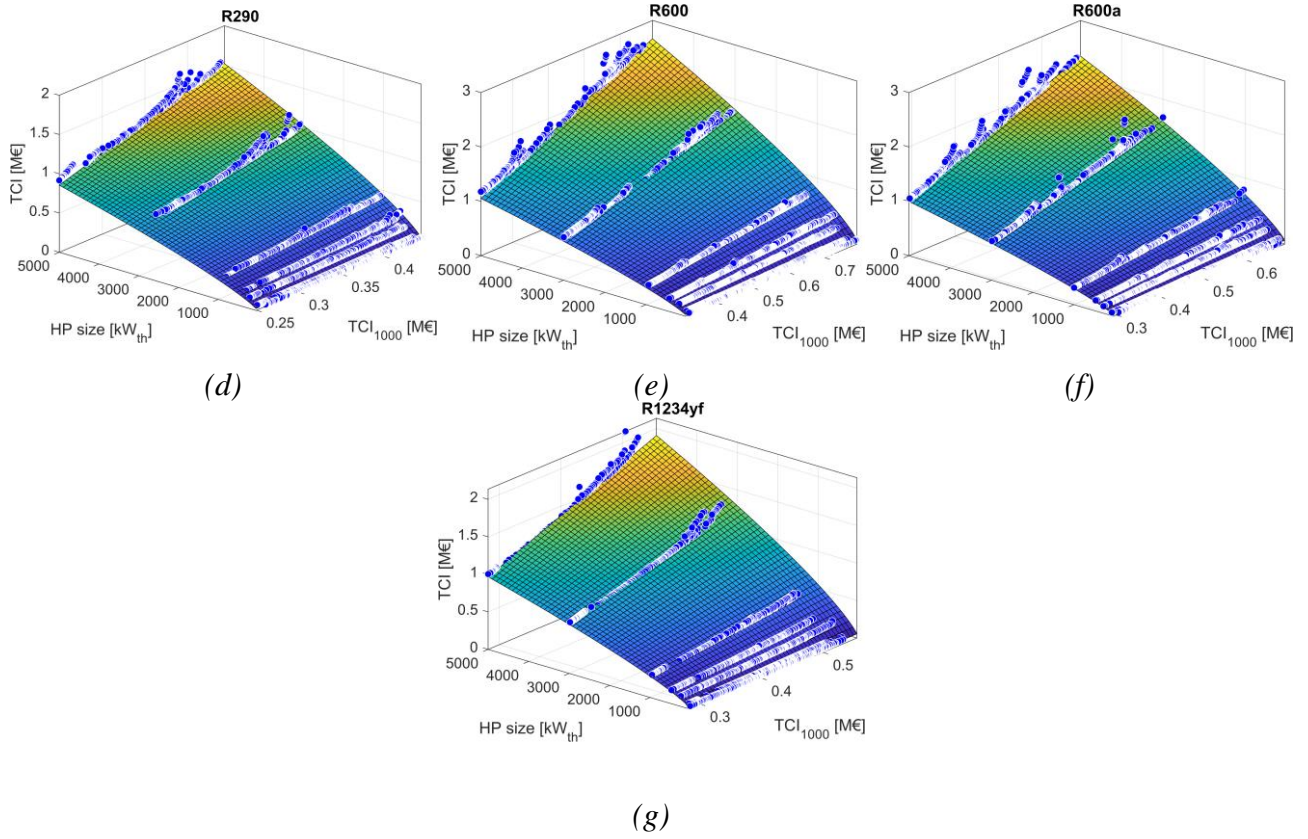 R290
TCI [M€]
2
1.5
1
0.5
0
5000
4000
3000
2000
1000
HP size [kW_th]
0.25
0.3
0.35
0.4
TCI_1000 [M€]
(d)
R600
TCI [M€]
3
2
1
0
5000
4000
3000
2000
1000
HP size [kW_th]
0.4
0.5
0.6
0.7
TCI_1000 [M€]
(e)
R600a
TCI [M€]
3
2
1
0
5000
4000
3000
2000
1000
HP size [kW_th]
0.3
0.4
0.5
0.6
TCI_1000 [M€]
(f)
R1234yf
TCI [M€]
2
1.5
1
0.5
0
5000
4000
3000
2000
1000
HP size [kW_th]
0.3
0.4
0.5
TCI_1000 [M€]
(g)